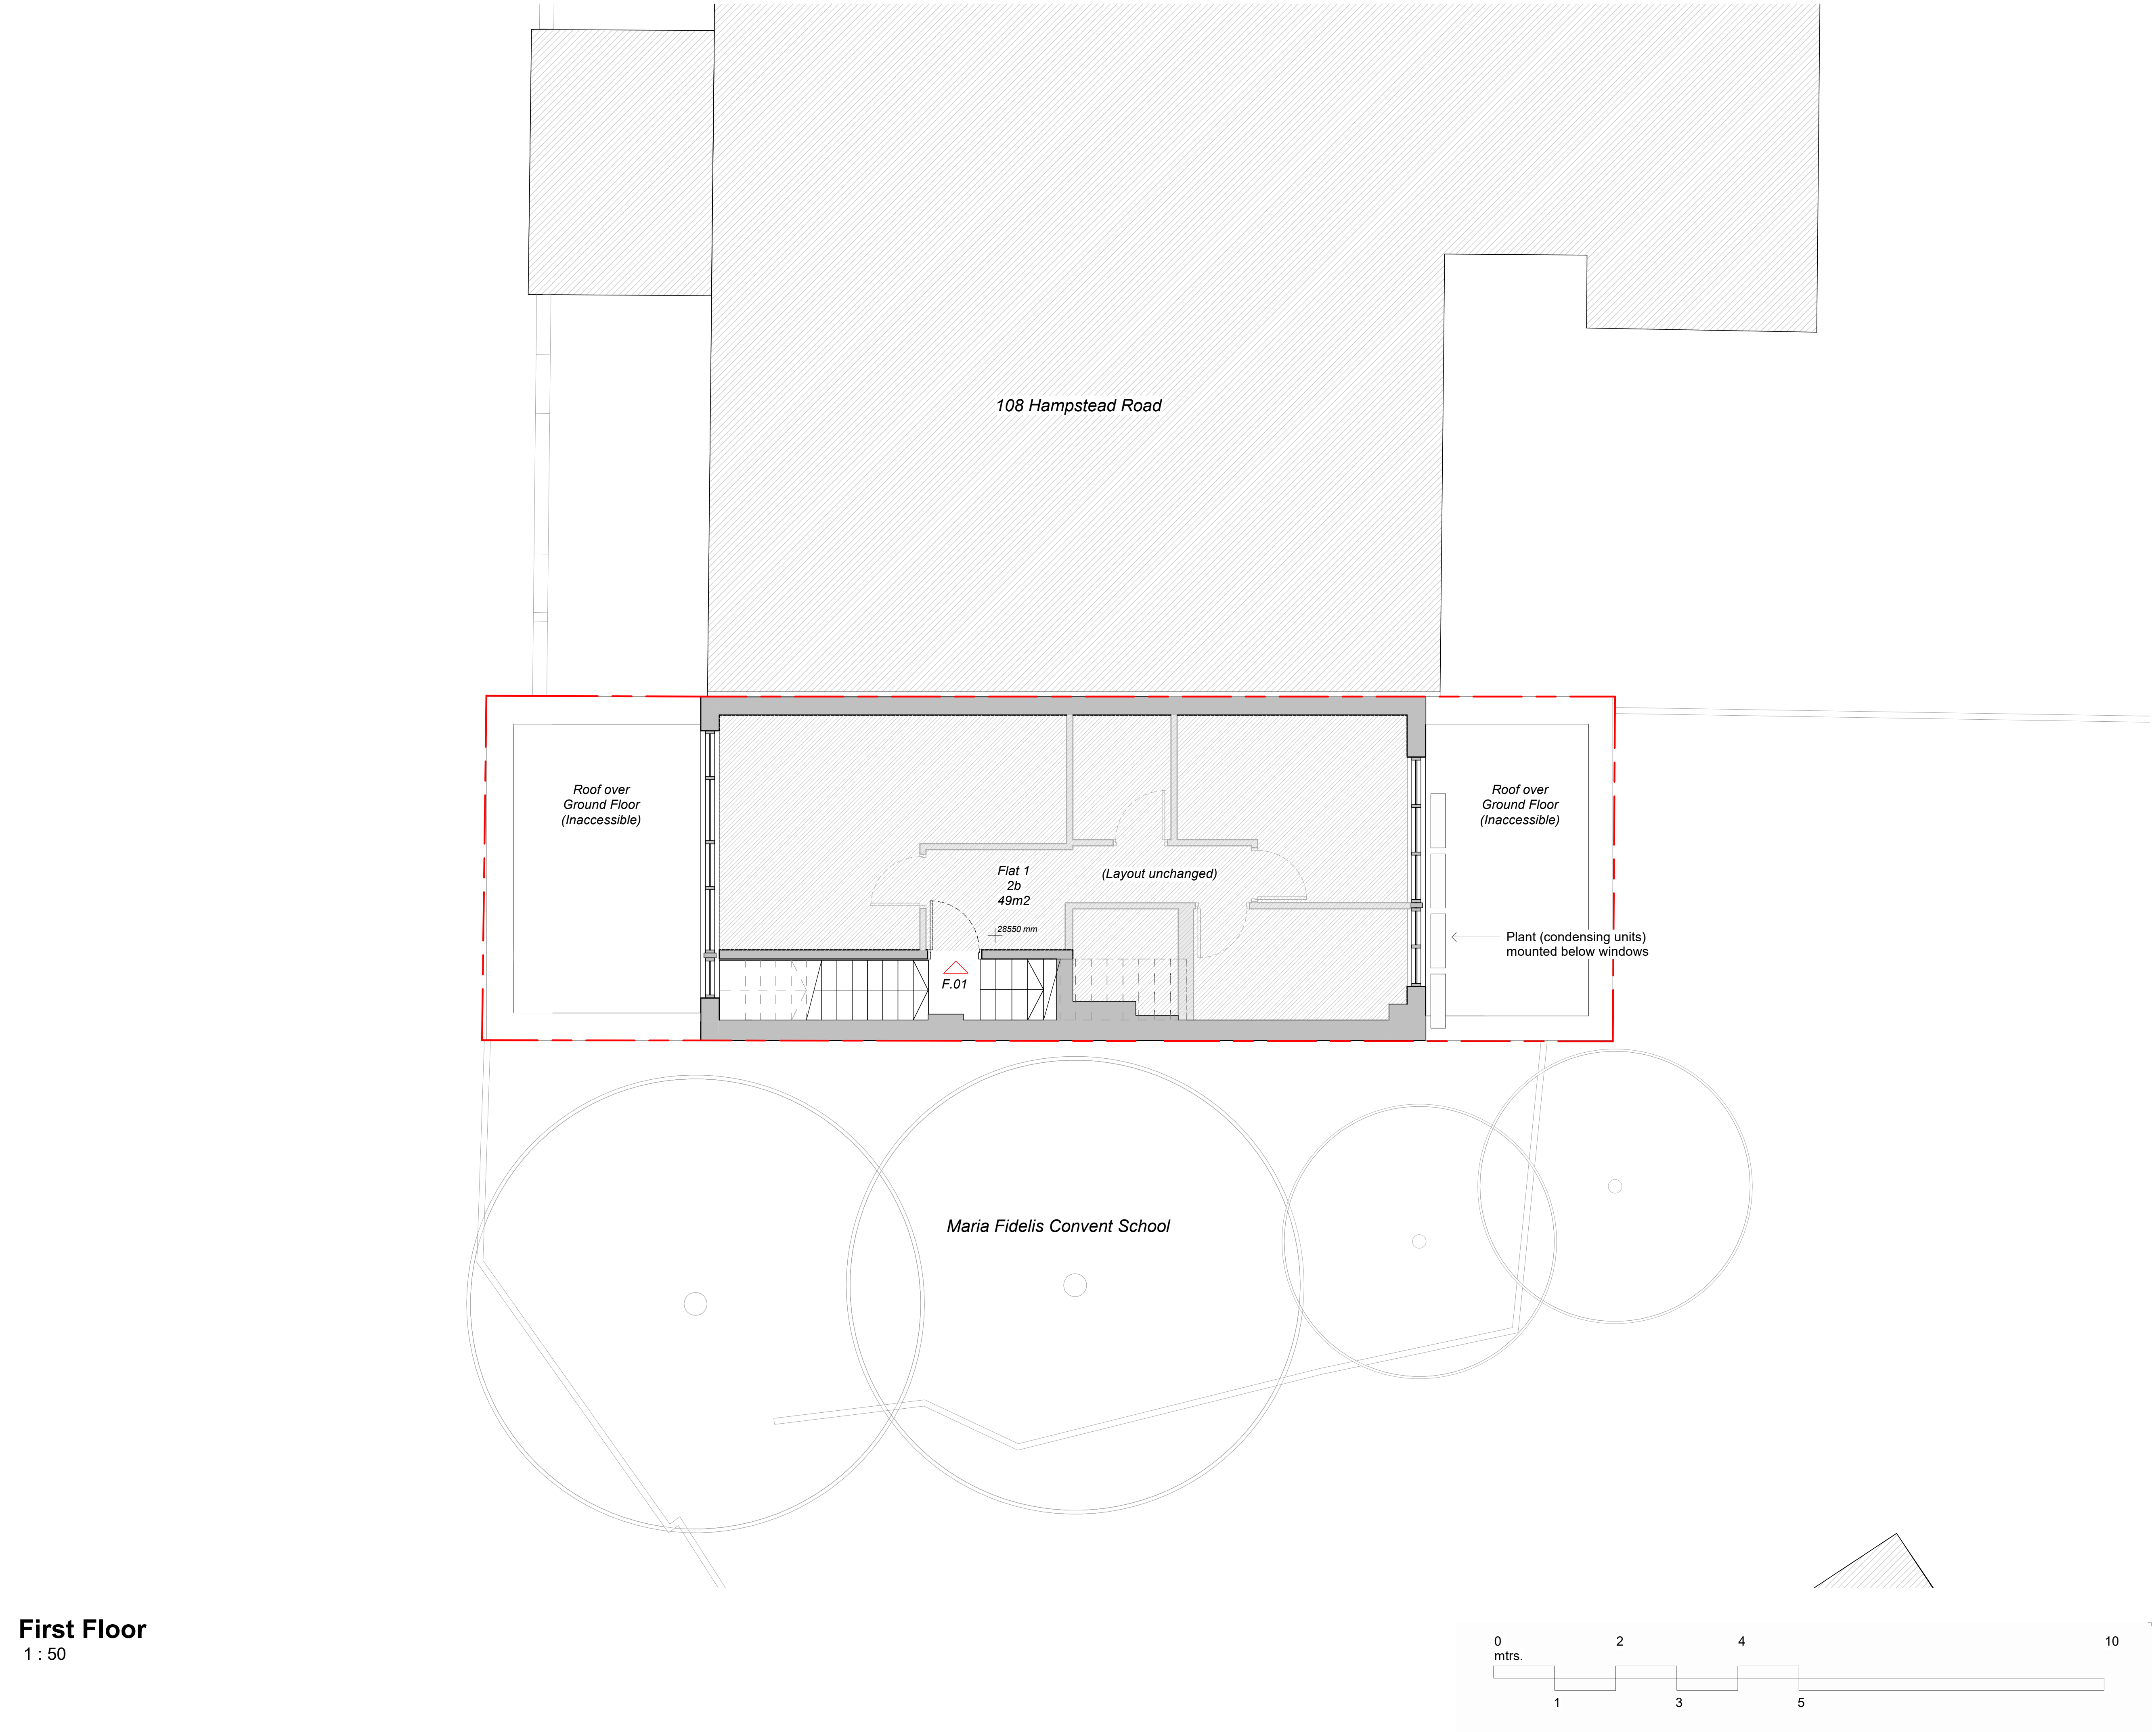 108 Hampstead Road
Roof over
Ground Floor
(Inaccessible)
Roof over
Ground Floor
(Inaccessible)
Flat 1
2b
49m2
(Layout unchanged)
28550 mm
Plant (condensing units)
mounted below windows
F.01
Maria Fidelis Convent School
First Floor
1 : 50
0 2 4 10
mtrs.
1 3 5